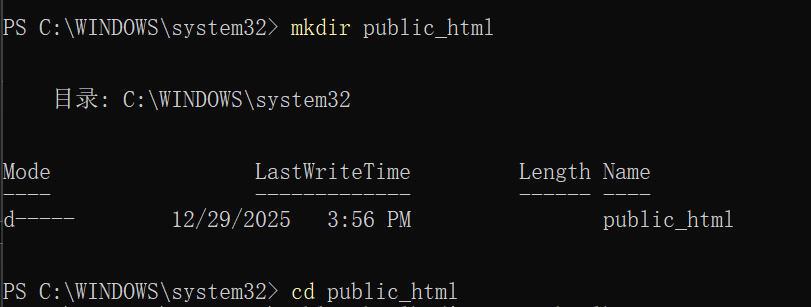 PS C:\WINDOWS\system32> mkdir public_html
目录: C:\WINDOWS\system32
Mode                LastWriteTime         Length Name
----                -------------         ------ ----
d-----        12/29/2025   3:56 PM                public_html
PS C:\WINDOWS\system32> cd public_html